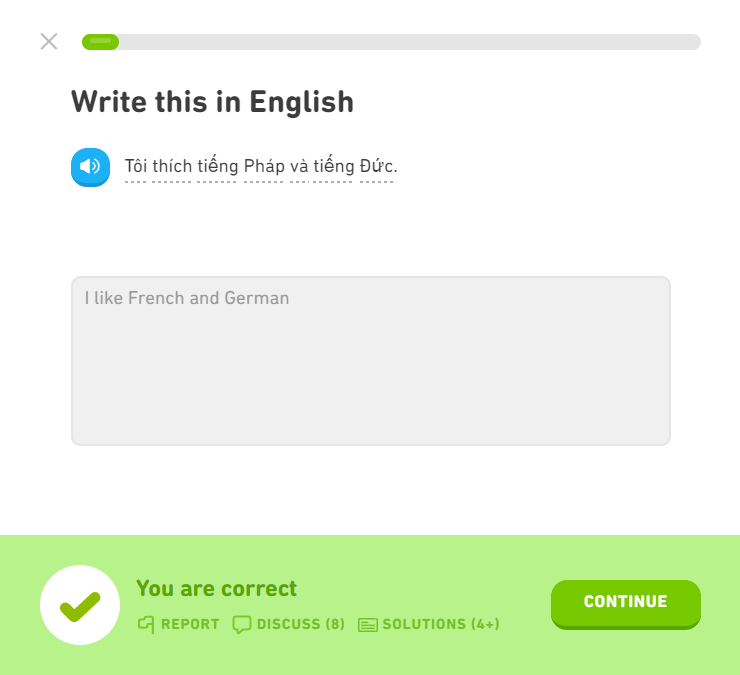 Write this in English
Tôi thích tiếng Pháp và tiếng Đức.
I like French and German
You are correct
REPORT DISCUSS (8) SOLUTIONS (4+)
CONTINUE